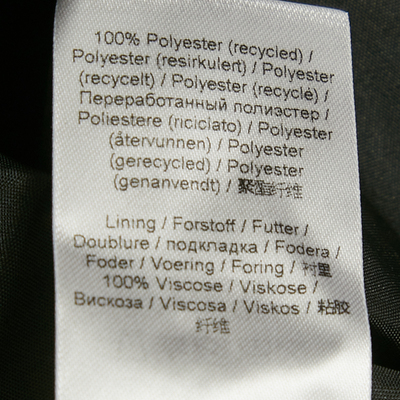 100% Polyester (recycled) /
Polyester (resirkulert) / Polyester
(recycelt) / Polyester (recyclé) /
Переработанный полиэстер /
Poliestere (riciclato) / Polyester
(återvunnen) / Polyester
(gerecycled) / Polyester
(genanvendt) / 聚酯纤维
Lining / Forstoff / Futter /
Doublure / подкладка / Fodera /
Foder / Voering / Foring / 衬里
100% Viscose / Viskose /
Вискоза / Viscosa / Viskos / 粘胶
纤维